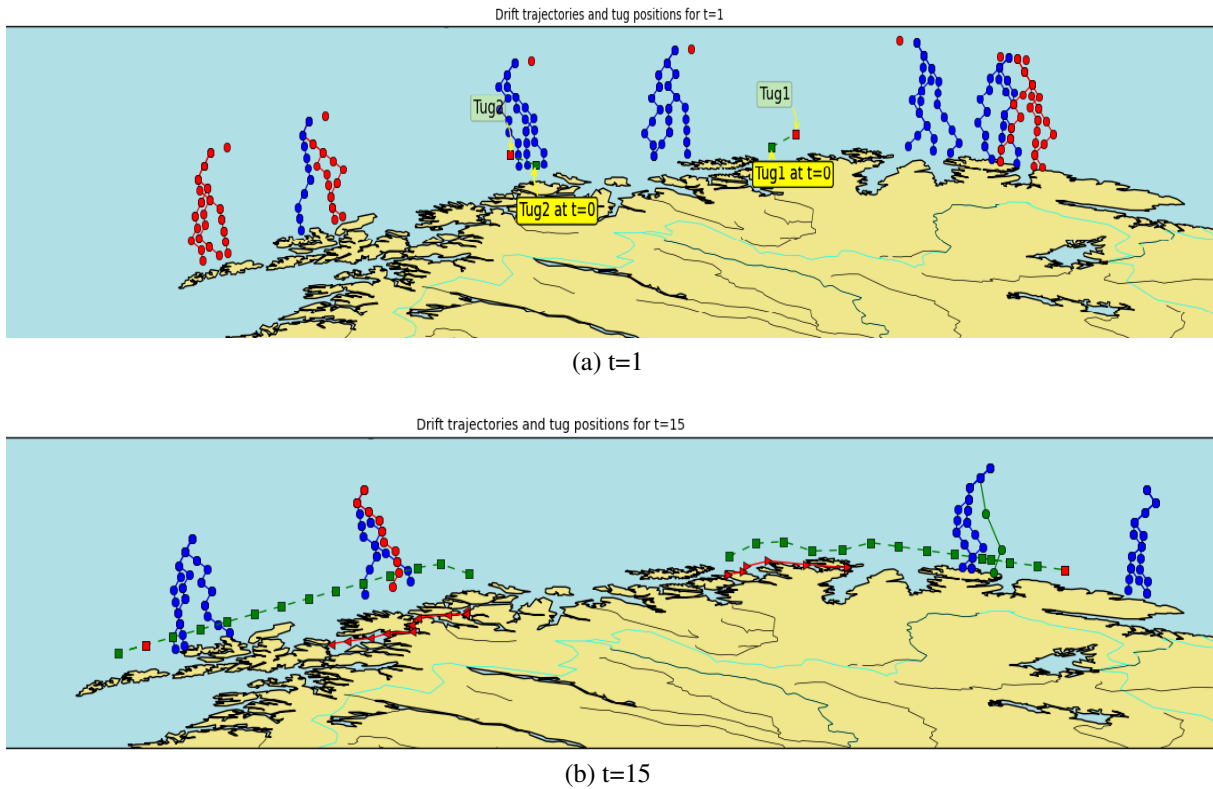 Drift trajectories and tug positions for t=1
Tug1
Tug2
Tug1 at t=0
Tug2 at t=0
(a) t=1
Drift trajectories and tug positions for t=15
(b) t=15